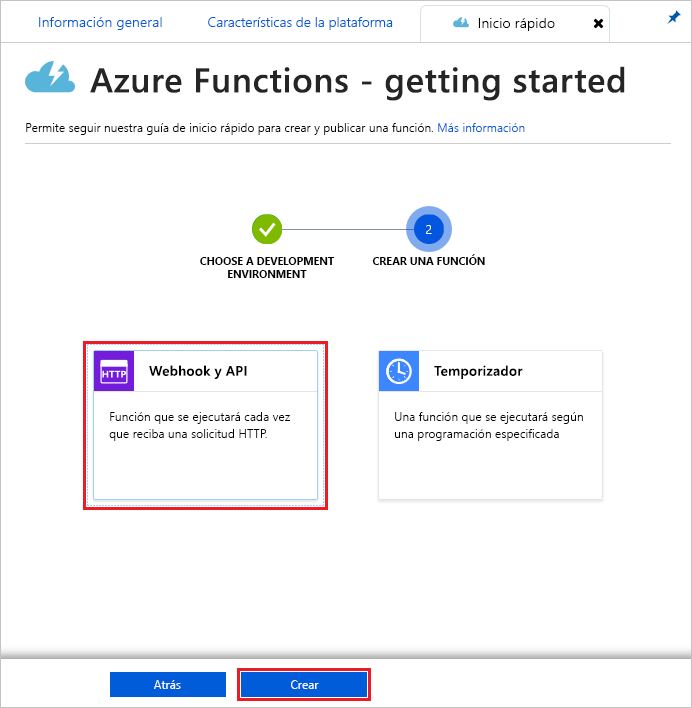 Información general
Características de la plataforma
Inicio rápido
Azure Functions - getting started
Permite seguir nuestra guía de inicio rápido para crear y publicar una función. Más información
2
CHOOSE A DEVELOPMENT
ENVIRONMENT
CREAR UNA FUNCIÓN
HTTP
Webhook y API
Función que se ejecutará cada vez
que reciba una solicitud HTTP.
Temporizador
Una función que se ejecutará según
una programación especificada
Atrás
Crear